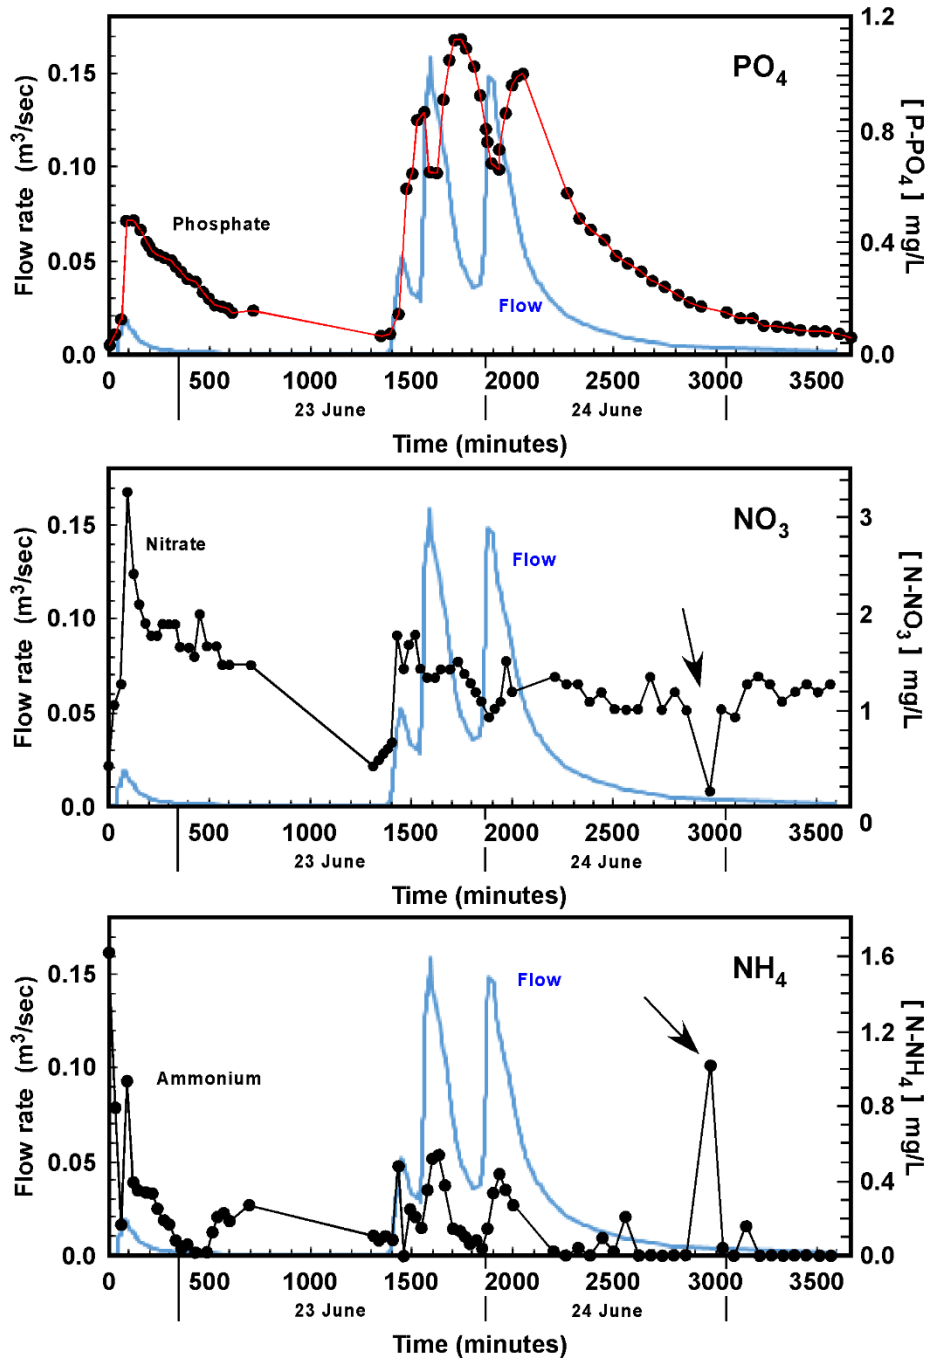 1.2
0.15
PO4
Flow rate (m3/sec)
0.10
0.8
[ P-PO4 ] mg/L
Phosphate
0.05
0.4
Flow
0.0
0.0
0 500 1000 1500 2000 2500 3000 3500
23 June 24 June
Time (minutes)
0.15
3
NO3
Flow rate (m3/sec)
Nitrate
Flow
0.10
2
[ N-NO3 ] mg/L
0.05
1
0.0
0
0 500 1000 1500 2000 2500 3000 3500
23 June 24 June
Time (minutes)
0.15
1.6
NH4
Flow
Flow rate (m3/sec)
1.2
0.10
Ammonium
0.8
[ N-NH4 ] mg/L
0.05
0.4
0.0
0.0
0 500 1000 1500 2000 2500 3000 3500
23 June 24 June
Time (minutes)